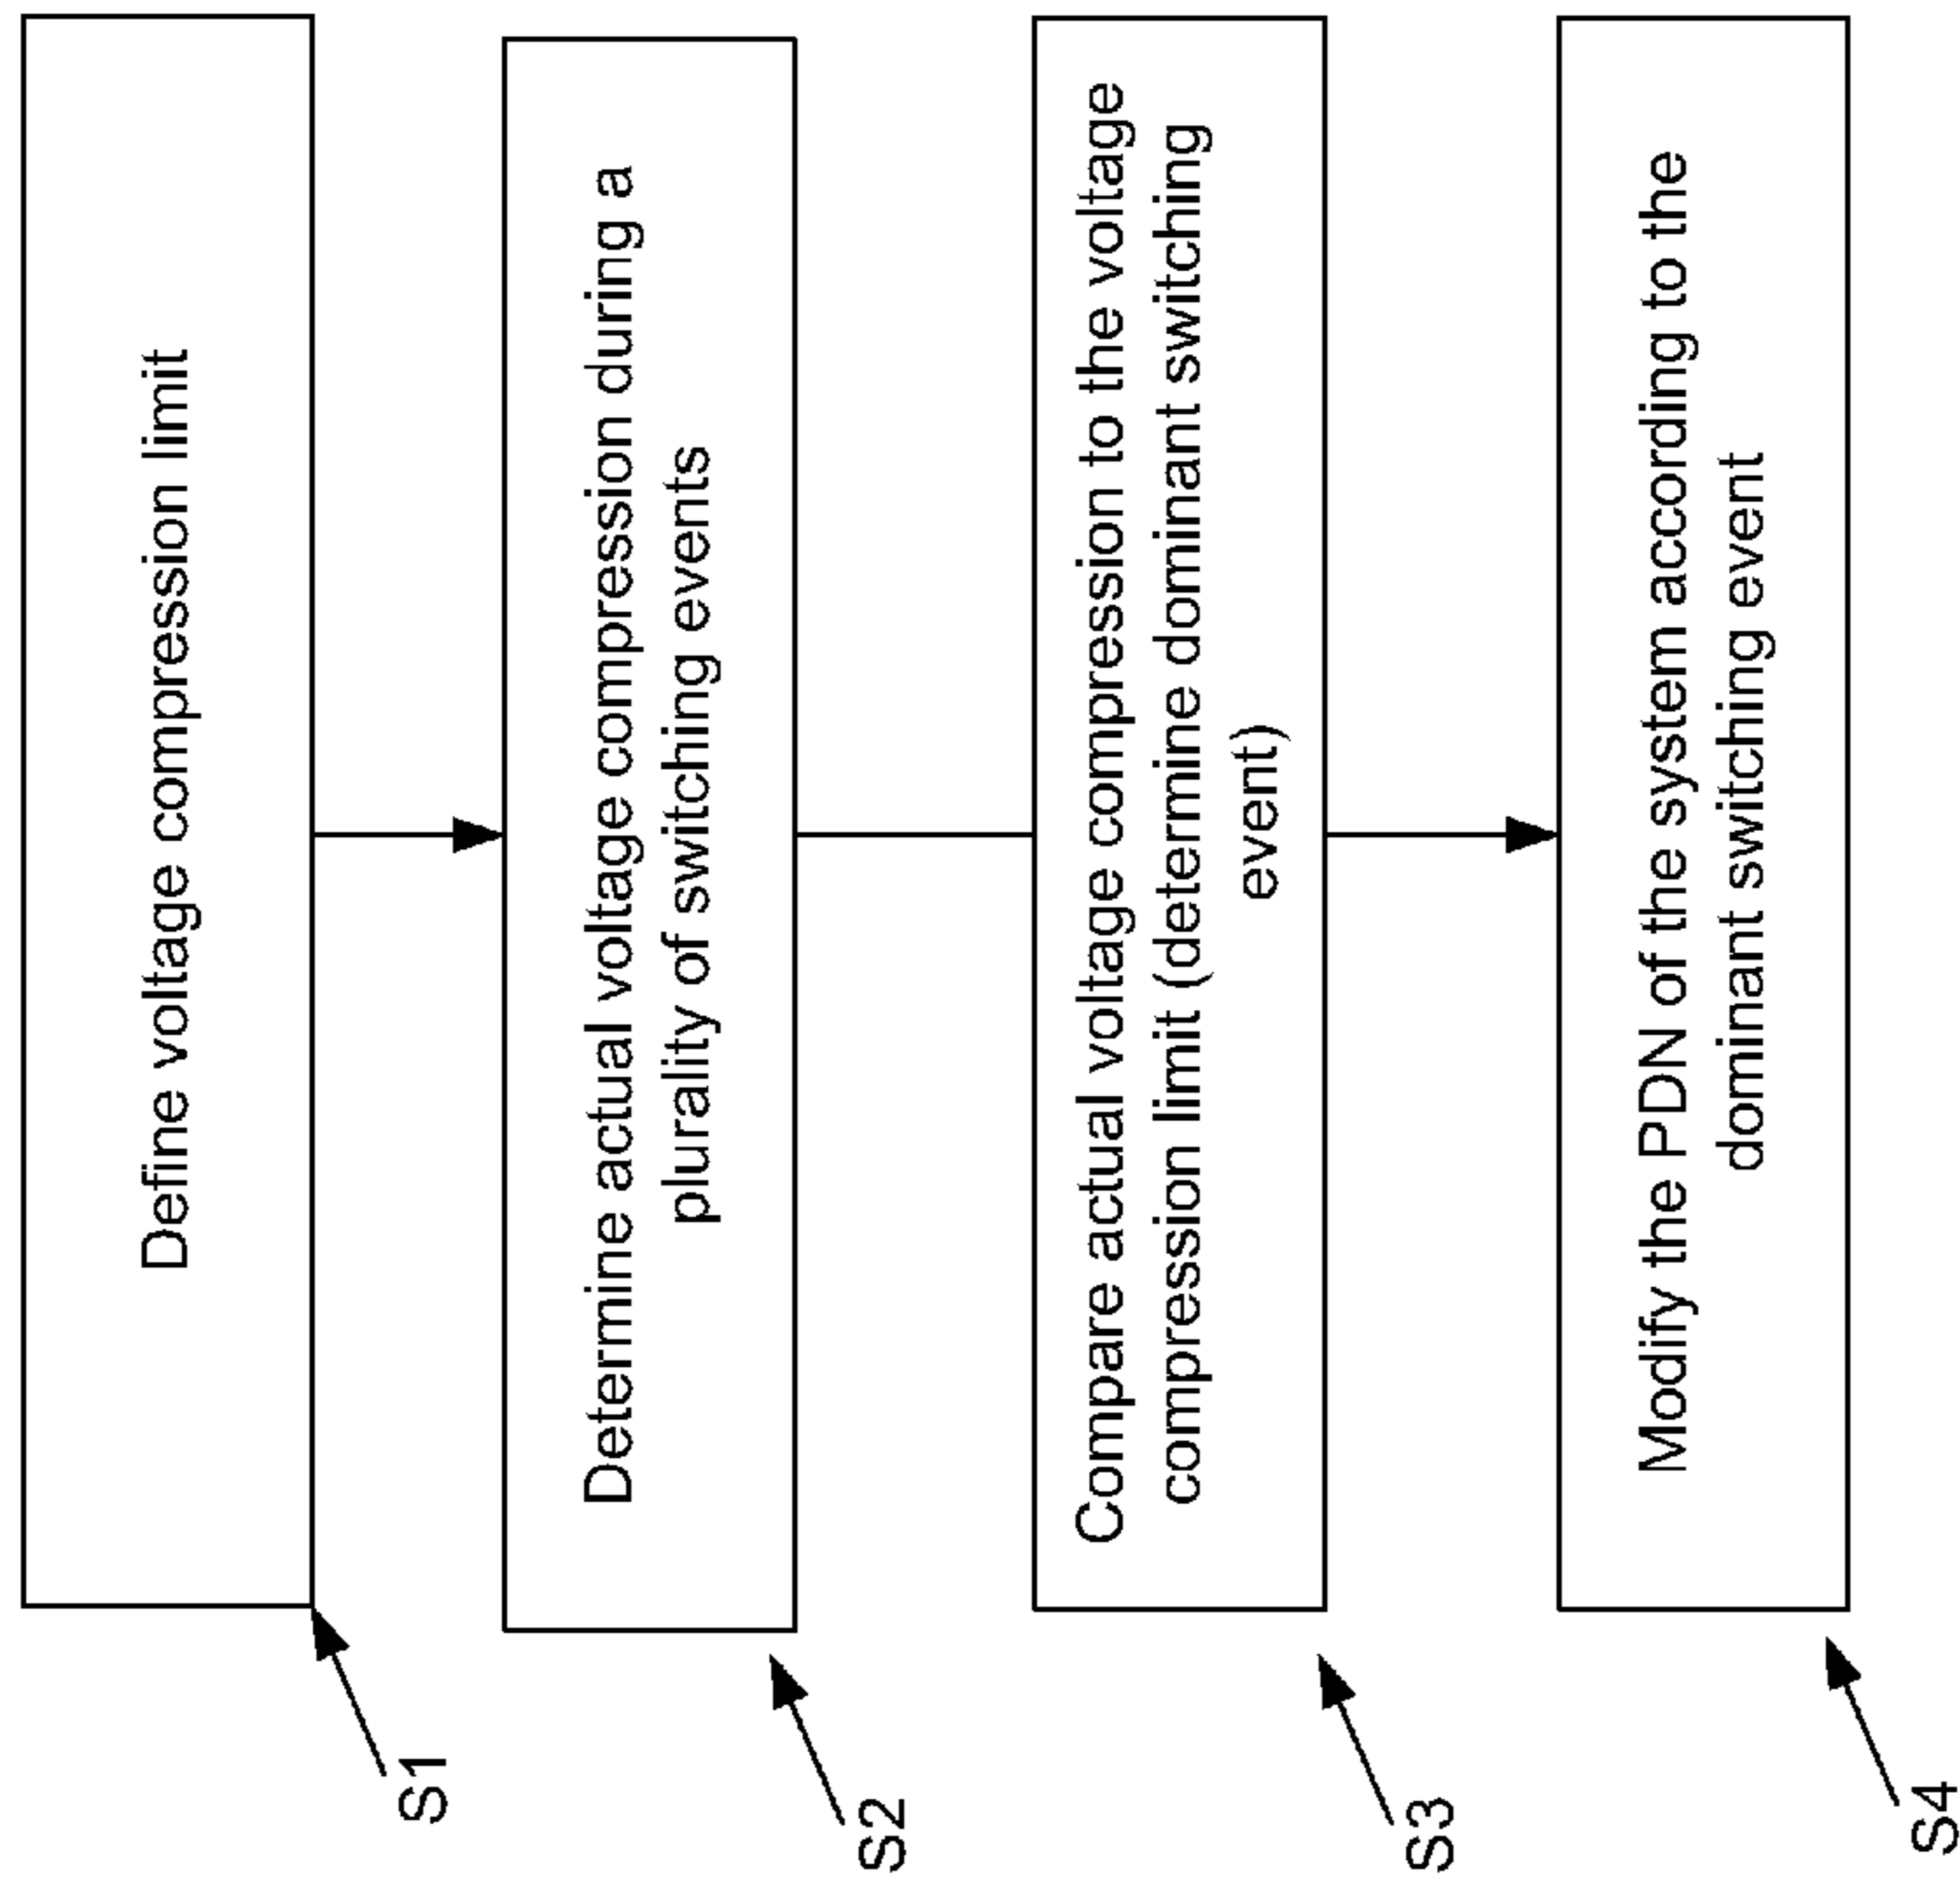 Define voltage compression limit
S1
Determine actual voltage compression during a
plurality of switching events
S2
Compare actual voltage compression to the voltage
compression limit (determine dominant switching
event)
S3
Modify the PDN of the system according to the
dominant switching event
S4